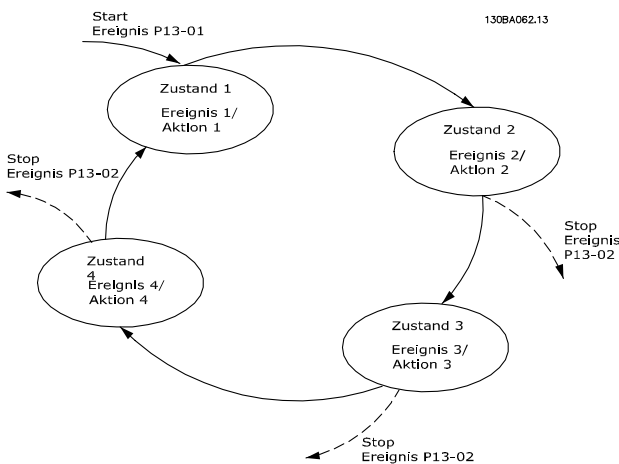 Start
Ereignis P13-01
130BA062.13
Zustand 1
Ereignis 1/
Aktion 1
Zustand 2
Ereignis 2/
Aktion 2
Stop
Ereignis P13-02
Stop
Ereignis
P13-02
Zustand
4
Ereignis 4/
Aktion 4
Zustand 3
Ereignis 3/
Aktion 3
Stop
Ereignis P13-02